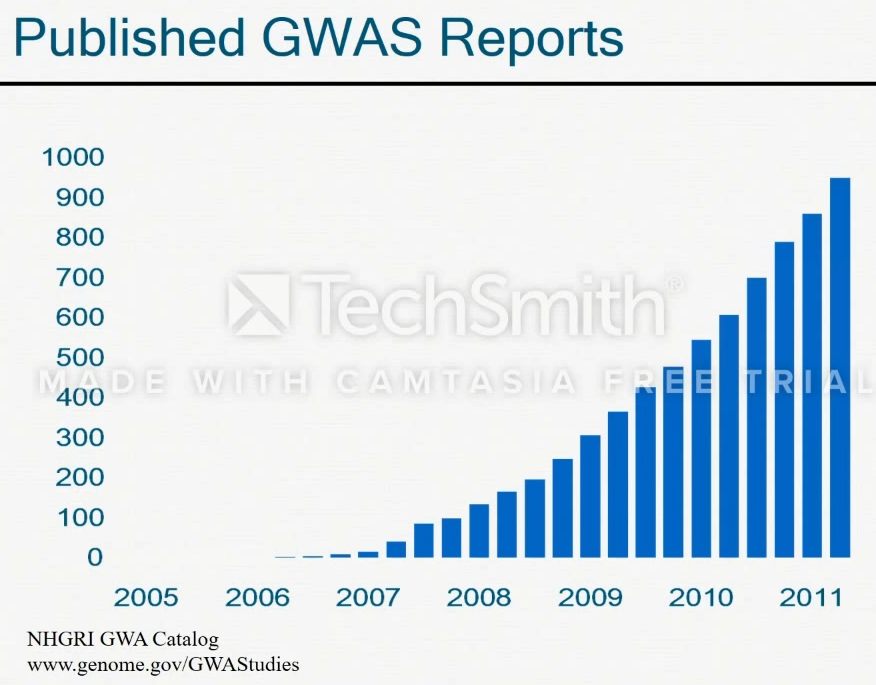 Published GWAS Reports
1000
900
800
700
600
500
400
300
200
100
0
TechSmith®
MADE WITH CAMTASIA FREE TRIAL
2005 2006 2007 2008 2009 2010 2011
NHGRI GWA Catalog
www.genome.gov/GWAStudies